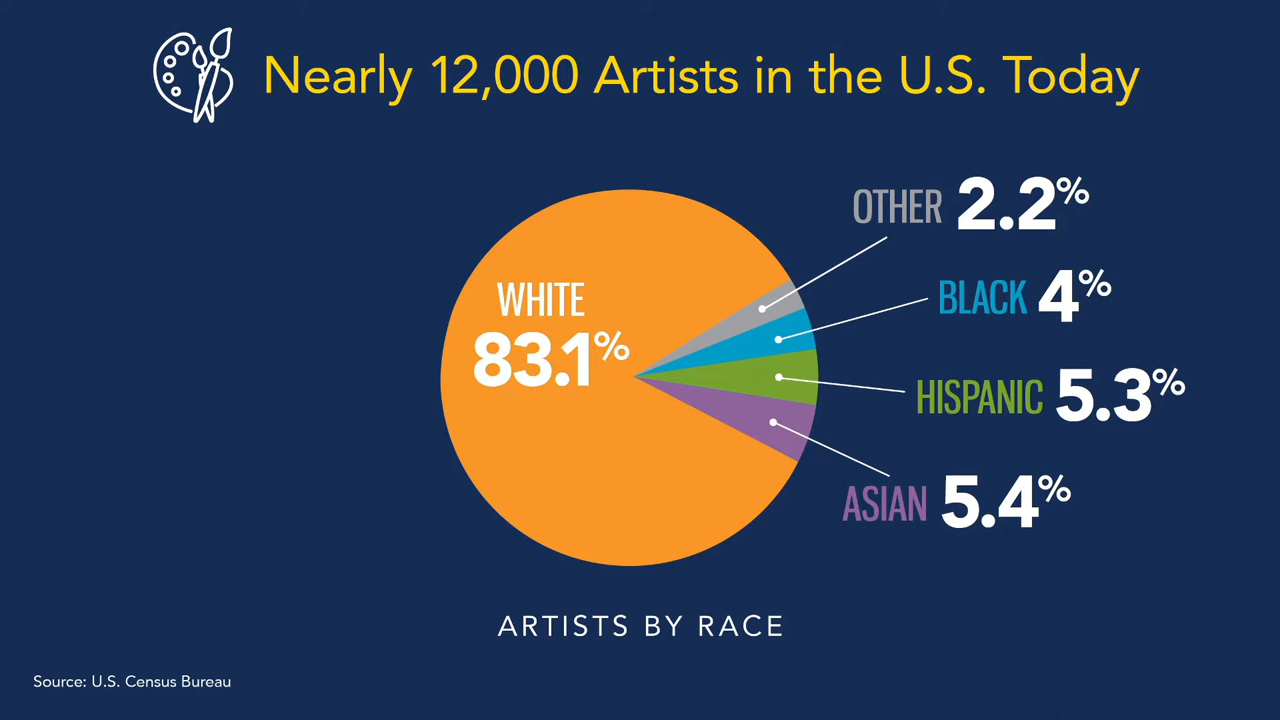 Nearly 12,000 Artists in the U.S. Today
OTHER 2.2%
BLACK 4%
WHITE
83.1%
HISPANIC 5.3%
ASIAN 5.4%
ARTISTS BY RACE
Source: U.S. Census Bureau